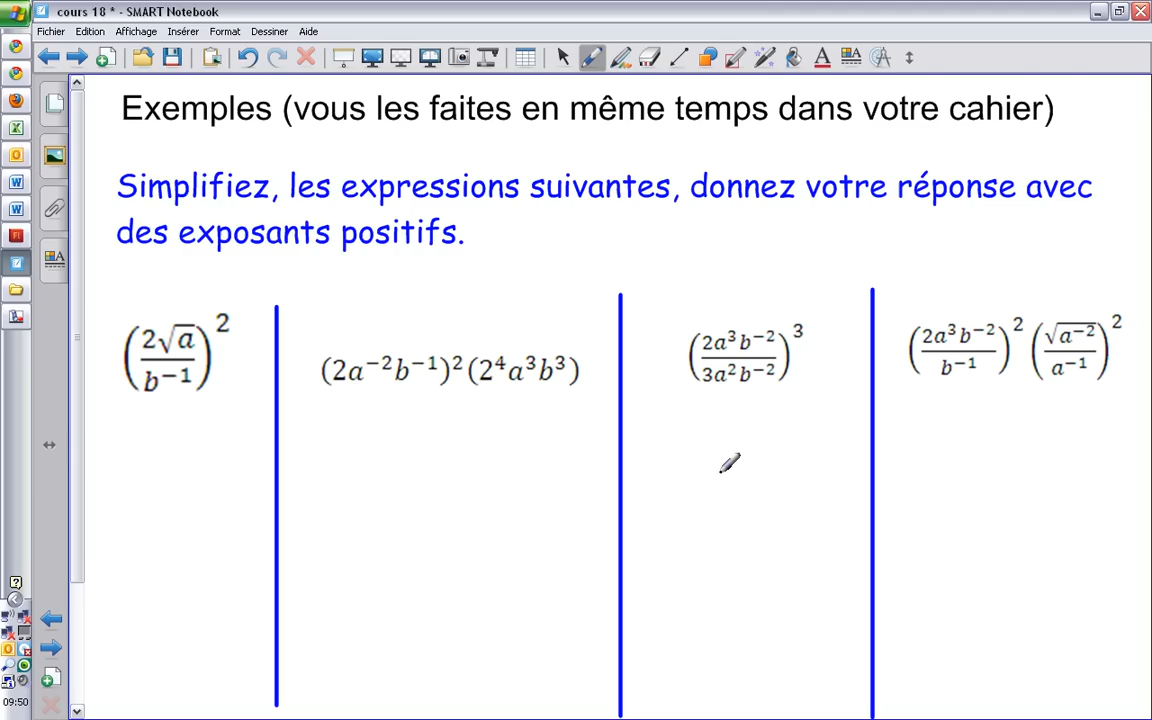 cours 18 * - SMART Notebook
Fichier Edition Affichage Insérer Format Dessiner Aide
Exemples (vous les faites en même temps dans votre cahier)
Simplifiez, les expressions suivantes, donnez votre réponse avec
des exposants positifs.
(2√a / b⁻¹)²
(2a⁻²b⁻¹)²(2⁴a³b³)
(2a³b⁻² / 3a²b⁻²)³
(2a³b⁻² / b⁻¹)² (√a⁻² / a⁻¹)²
09:50